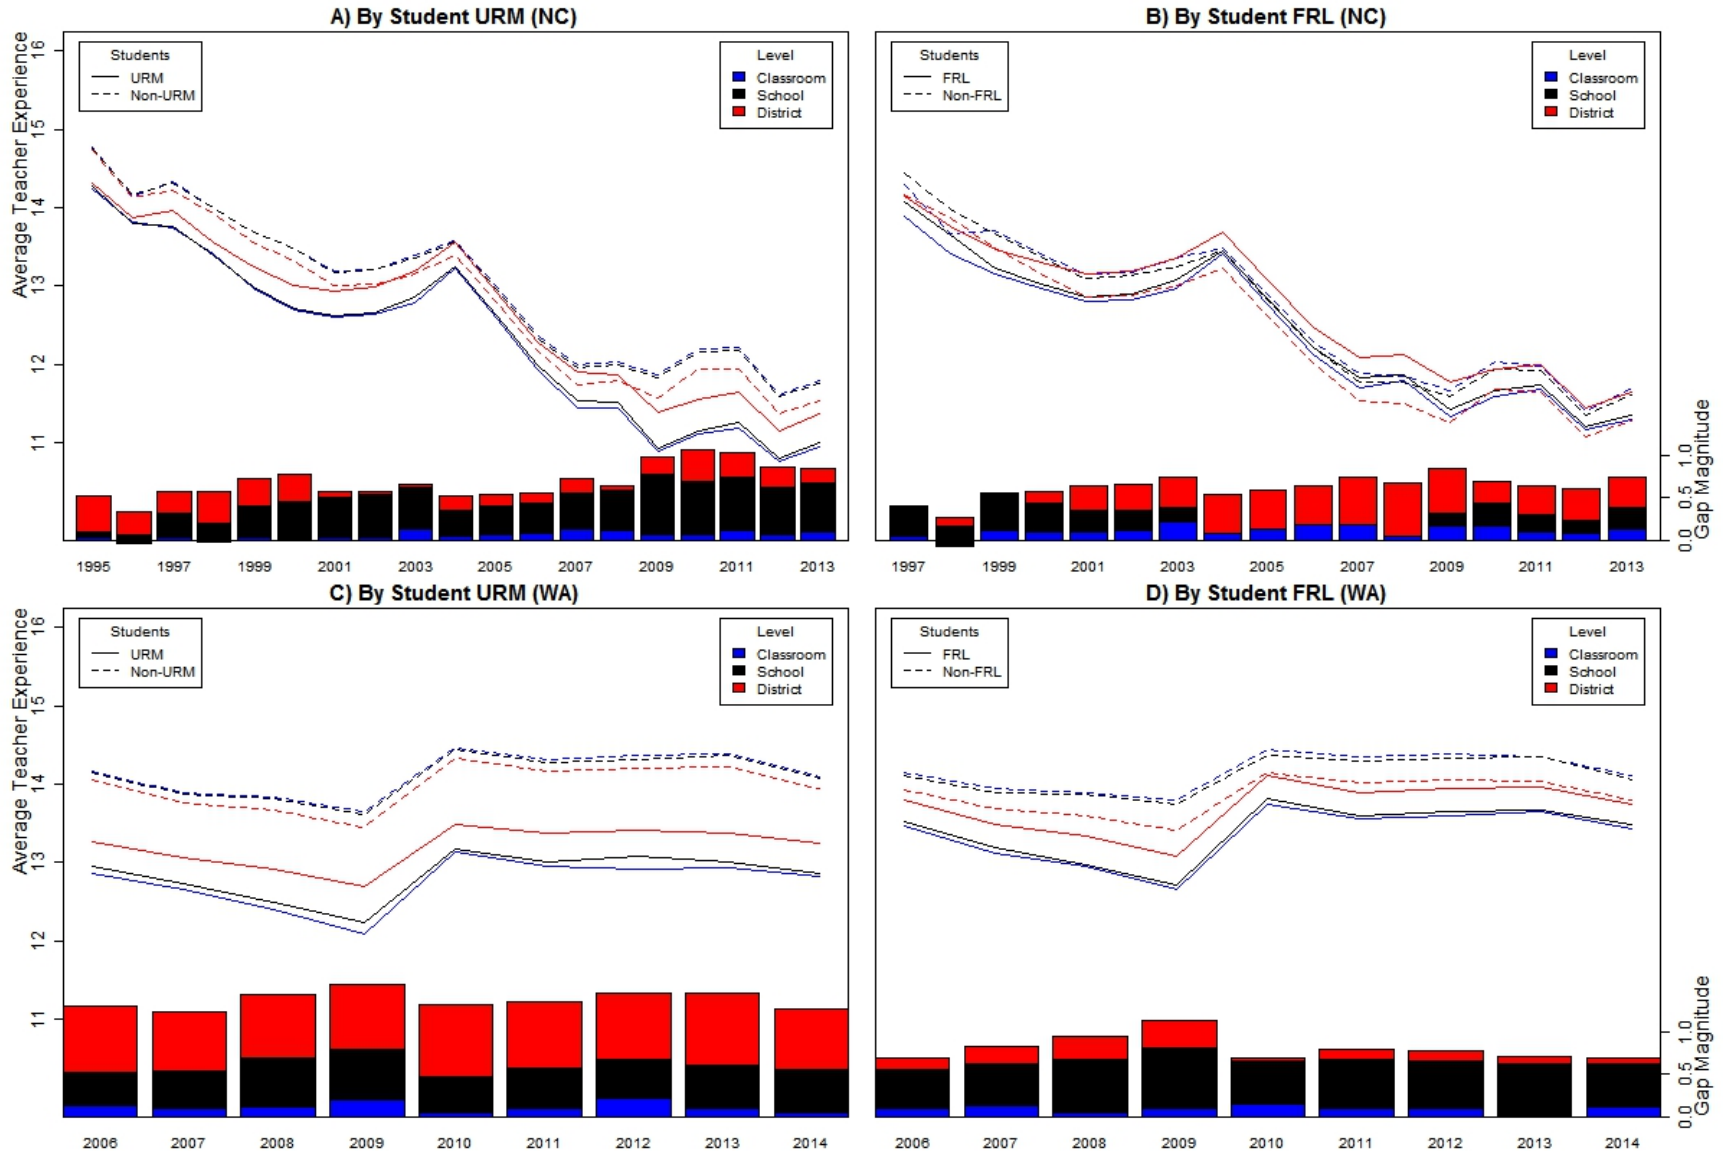 A) By Student URM (NC)
Students
URM
Non-URM
Level
Classroom
School
District
Average Teacher Experience
16
15
14
13
12
11
1995 1997 1999 2001 2003 2005 2007 2009 2011 2013
B) By Student FRL (NC)
Students
FRL
Non-FRL
Level
Classroom
School
District
1.0
0.5
0.0
Gap Magnitude
1997 1999 2001 2003 2005 2007 2009 2011 2013
C) By Student URM (WA)
Students
URM
Non-URM
Level
Classroom
School
District
Average Teacher Experience
16
15
14
13
12
11
2006 2007 2008 2009 2010 2011 2012 2013 2014
D) By Student FRL (WA)
Students
FRL
Non-FRL
Level
Classroom
School
District
1.0
0.5
0.0
Gap Magnitude
2006 2007 2008 2009 2010 2011 2012 2013 2014